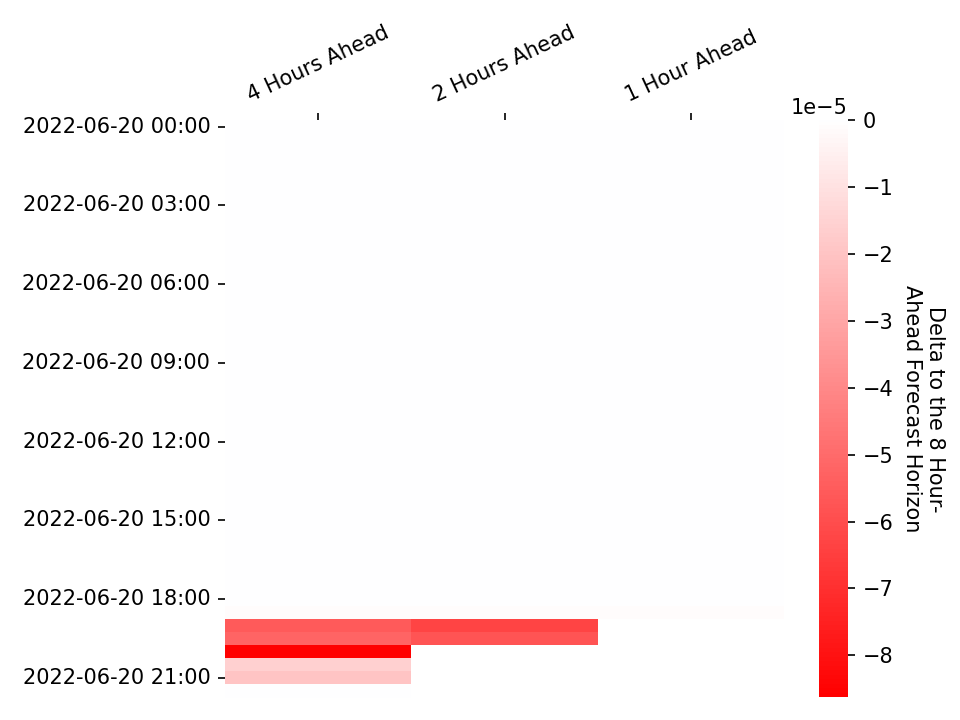 4 Hours Ahead
2 Hours Ahead
1 Hour Ahead
1e−5
2022-06-20 00:00
2022-06-20 03:00
2022-06-20 06:00
2022-06-20 09:00
2022-06-20 12:00
2022-06-20 15:00
2022-06-20 18:00
2022-06-20 21:00
0
−1
−2
−3
−4
−5
−6
−7
−8
Delta to the 8 Hour-
Ahead Forecast Horizon